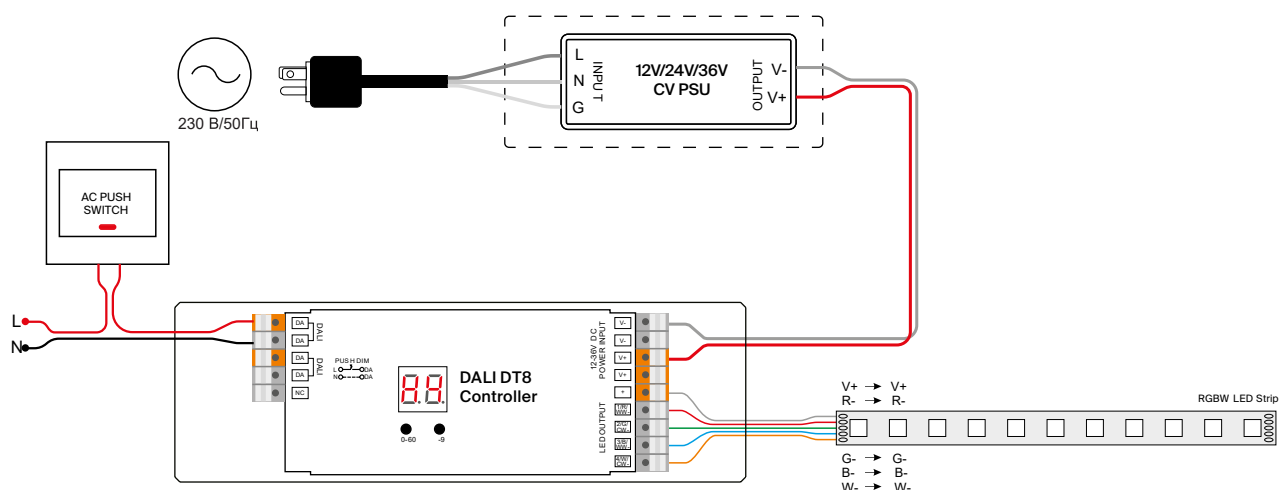 230 В/50Гц
L
N
G
INPUT
12V/24V/36V
CV PSU
OUTPUT
V-
V+
AC PUSH
SWITCH
L
N
DA
DA
DA
DA
NC
DALI
DALI
PUSH DIM
L DA
N DA
DALI DT8
Controller
0-60
-9
12-36V DC
POWER INPUT
LED OUTPUT
V-
V-
V+
V+
+
1/R/
WW-
2/G/
CW-
3/B/
WW-
4/W/
CW-
V+ → V+
R- → R-
RGBW LED Strip
G- → G-
B- → B-
W- → W-